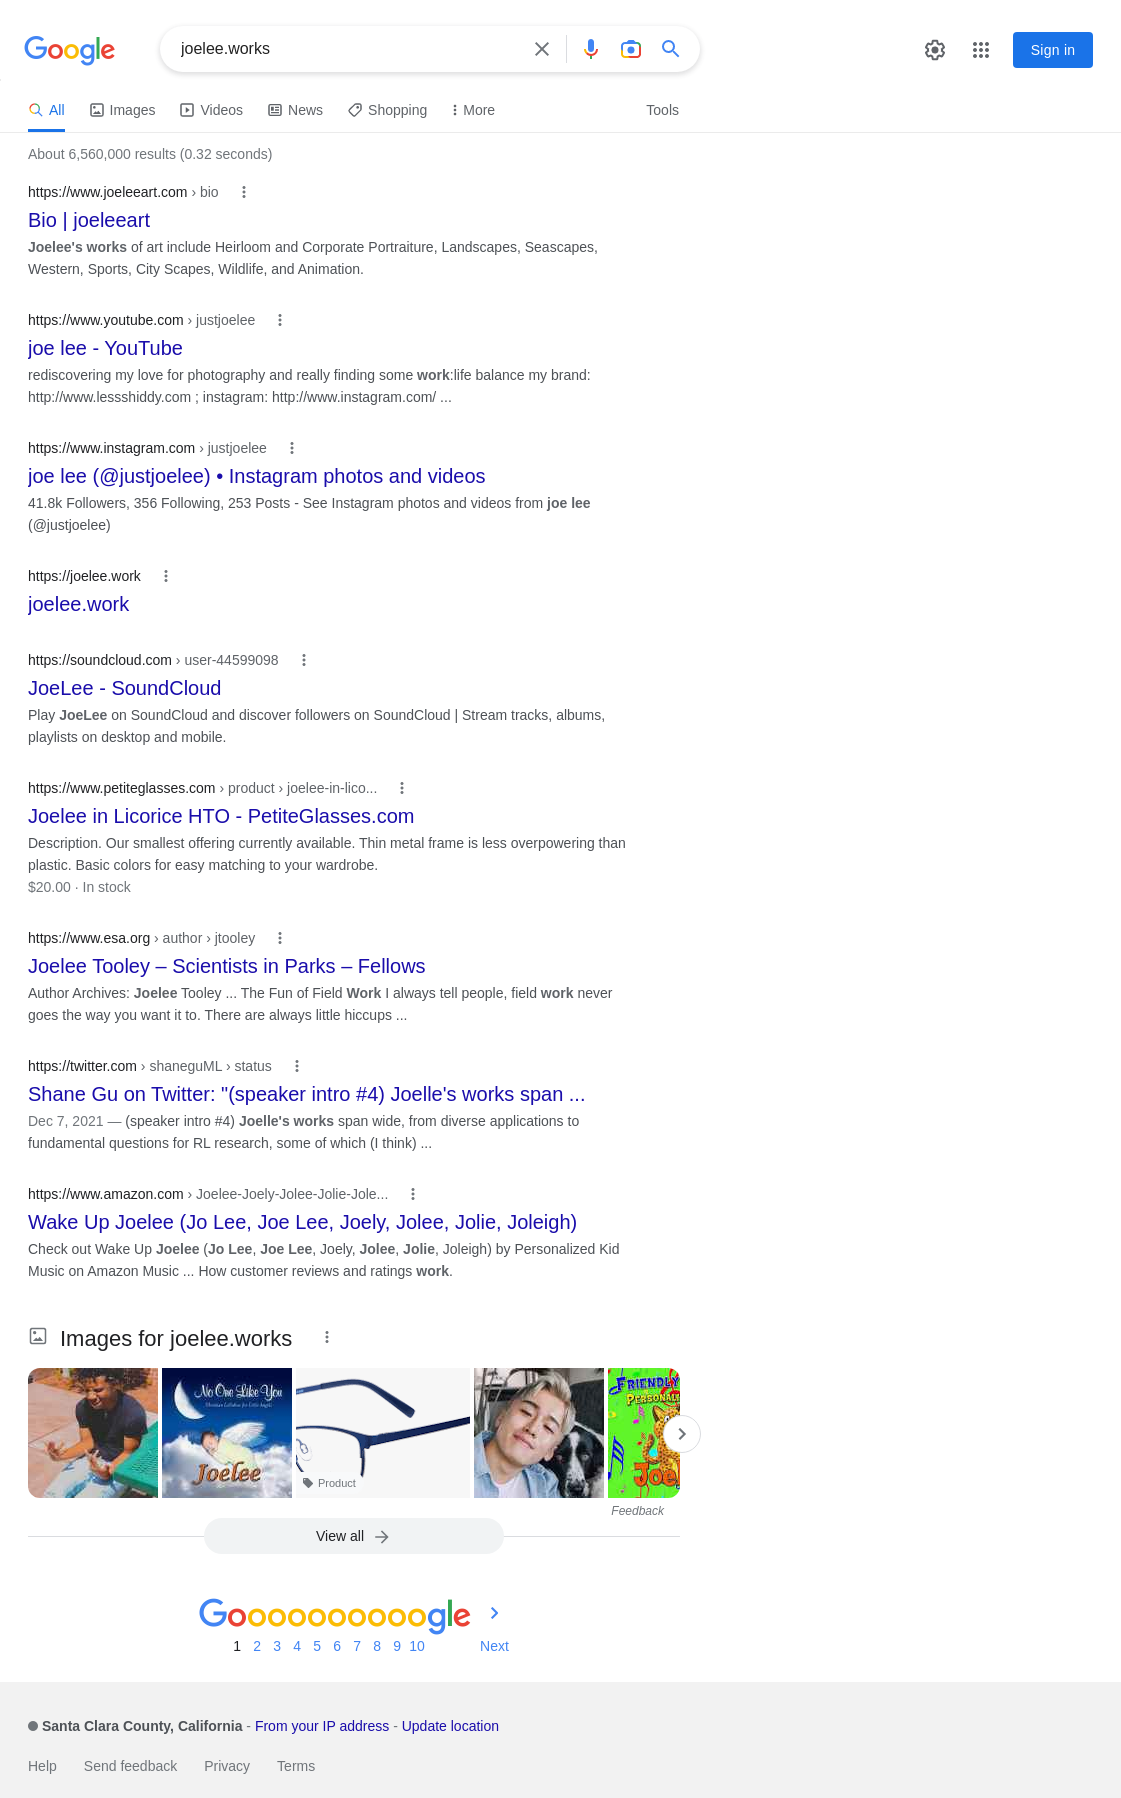 Google
joelee.works
Sign in
All Images Videos News Shopping More Tools
About 6,560,000 results (0.32 seconds)
https://www.joeleeart.com › bio
Bio | joeleeart
Joelee's works of art include Heirloom and Corporate Portraiture, Landscapes, Seascapes,
Western, Sports, City Scapes, Wildlife, and Animation.
https://www.youtube.com › justjoelee
joe lee - YouTube
rediscovering my love for photography and really finding some work:life balance my brand:
http://www.lessshiddy.com ; instagram: http://www.instagram.com/ ...
https://www.instagram.com › justjoelee
joe lee (@justjoelee) • Instagram photos and videos
41.8k Followers, 356 Following, 253 Posts - See Instagram photos and videos from joe lee
(@justjoelee)
https://joelee.work
joelee.work
https://soundcloud.com › user-44599098
JoeLee - SoundCloud
Play JoeLee on SoundCloud and discover followers on SoundCloud | Stream tracks, albums,
playlists on desktop and mobile.
https://www.petiteglasses.com › product › joelee-in-lico...
Joelee in Licorice HTO - PetiteGlasses.com
Description. Our smallest offering currently available. Thin metal frame is less overpowering than
plastic. Basic colors for easy matching to your wardrobe.
$20.00 · In stock
https://www.esa.org › author › jtooley
Joelee Tooley – Scientists in Parks – Fellows
Author Archives: Joelee Tooley ... The Fun of Field Work I always tell people, field work never
goes the way you want it to. There are always little hiccups ...
https://twitter.com › shaneguML › status
Shane Gu on Twitter: "(speaker intro #4) Joelle's works span ...
Dec 7, 2021 — (speaker intro #4) Joelle's works span wide, from diverse applications to
fundamental questions for RL research, some of which (I think) ...
https://www.amazon.com › Joelee-Joely-Jolee-Jolie-Jole...
Wake Up Joelee (Jo Lee, Joe Lee, Joely, Jolee, Jolie, Joleigh)
Check out Wake Up Joelee (Jo Lee, Joe Lee, Joely, Jolee, Jolie, Joleigh) by Personalized Kid
Music on Amazon Music ... How customer reviews and ratings work.
Images for joelee.works
No One Like You
Christian Lullabies for Little Angels
Joelee
Product
FRIENDLY
PERSONAL
Joel
Feedback
View all
Goooooooooogle
1 2 3 4 5 6 7 8 9 10 Next
Santa Clara County, California - From your IP address - Update location
Help Send feedback Privacy Terms